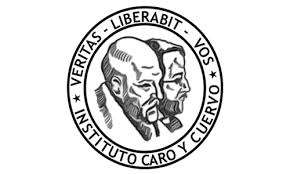 VERITAS - LIBERABIT - VOS
★ INSTITUTO CARO Y CUERVO ★